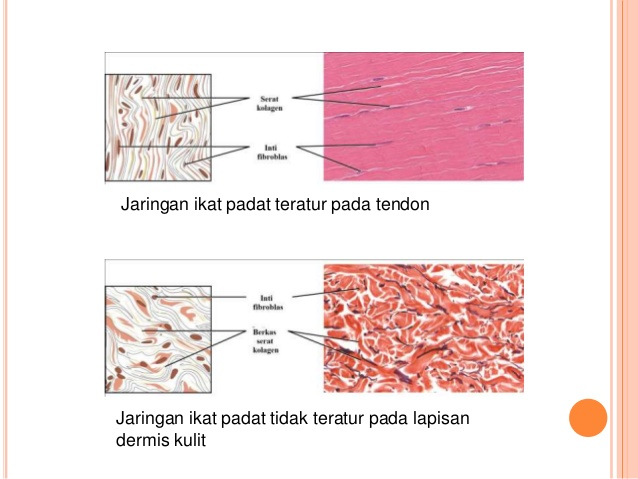 Serat
kolagen
Inti
fibroblas
Jaringan ikat padat teratur pada tendon
Inti
fibroblas
Berkas
serat
kolagen
Jaringan ikat padat tidak teratur pada lapisan
dermis kulit